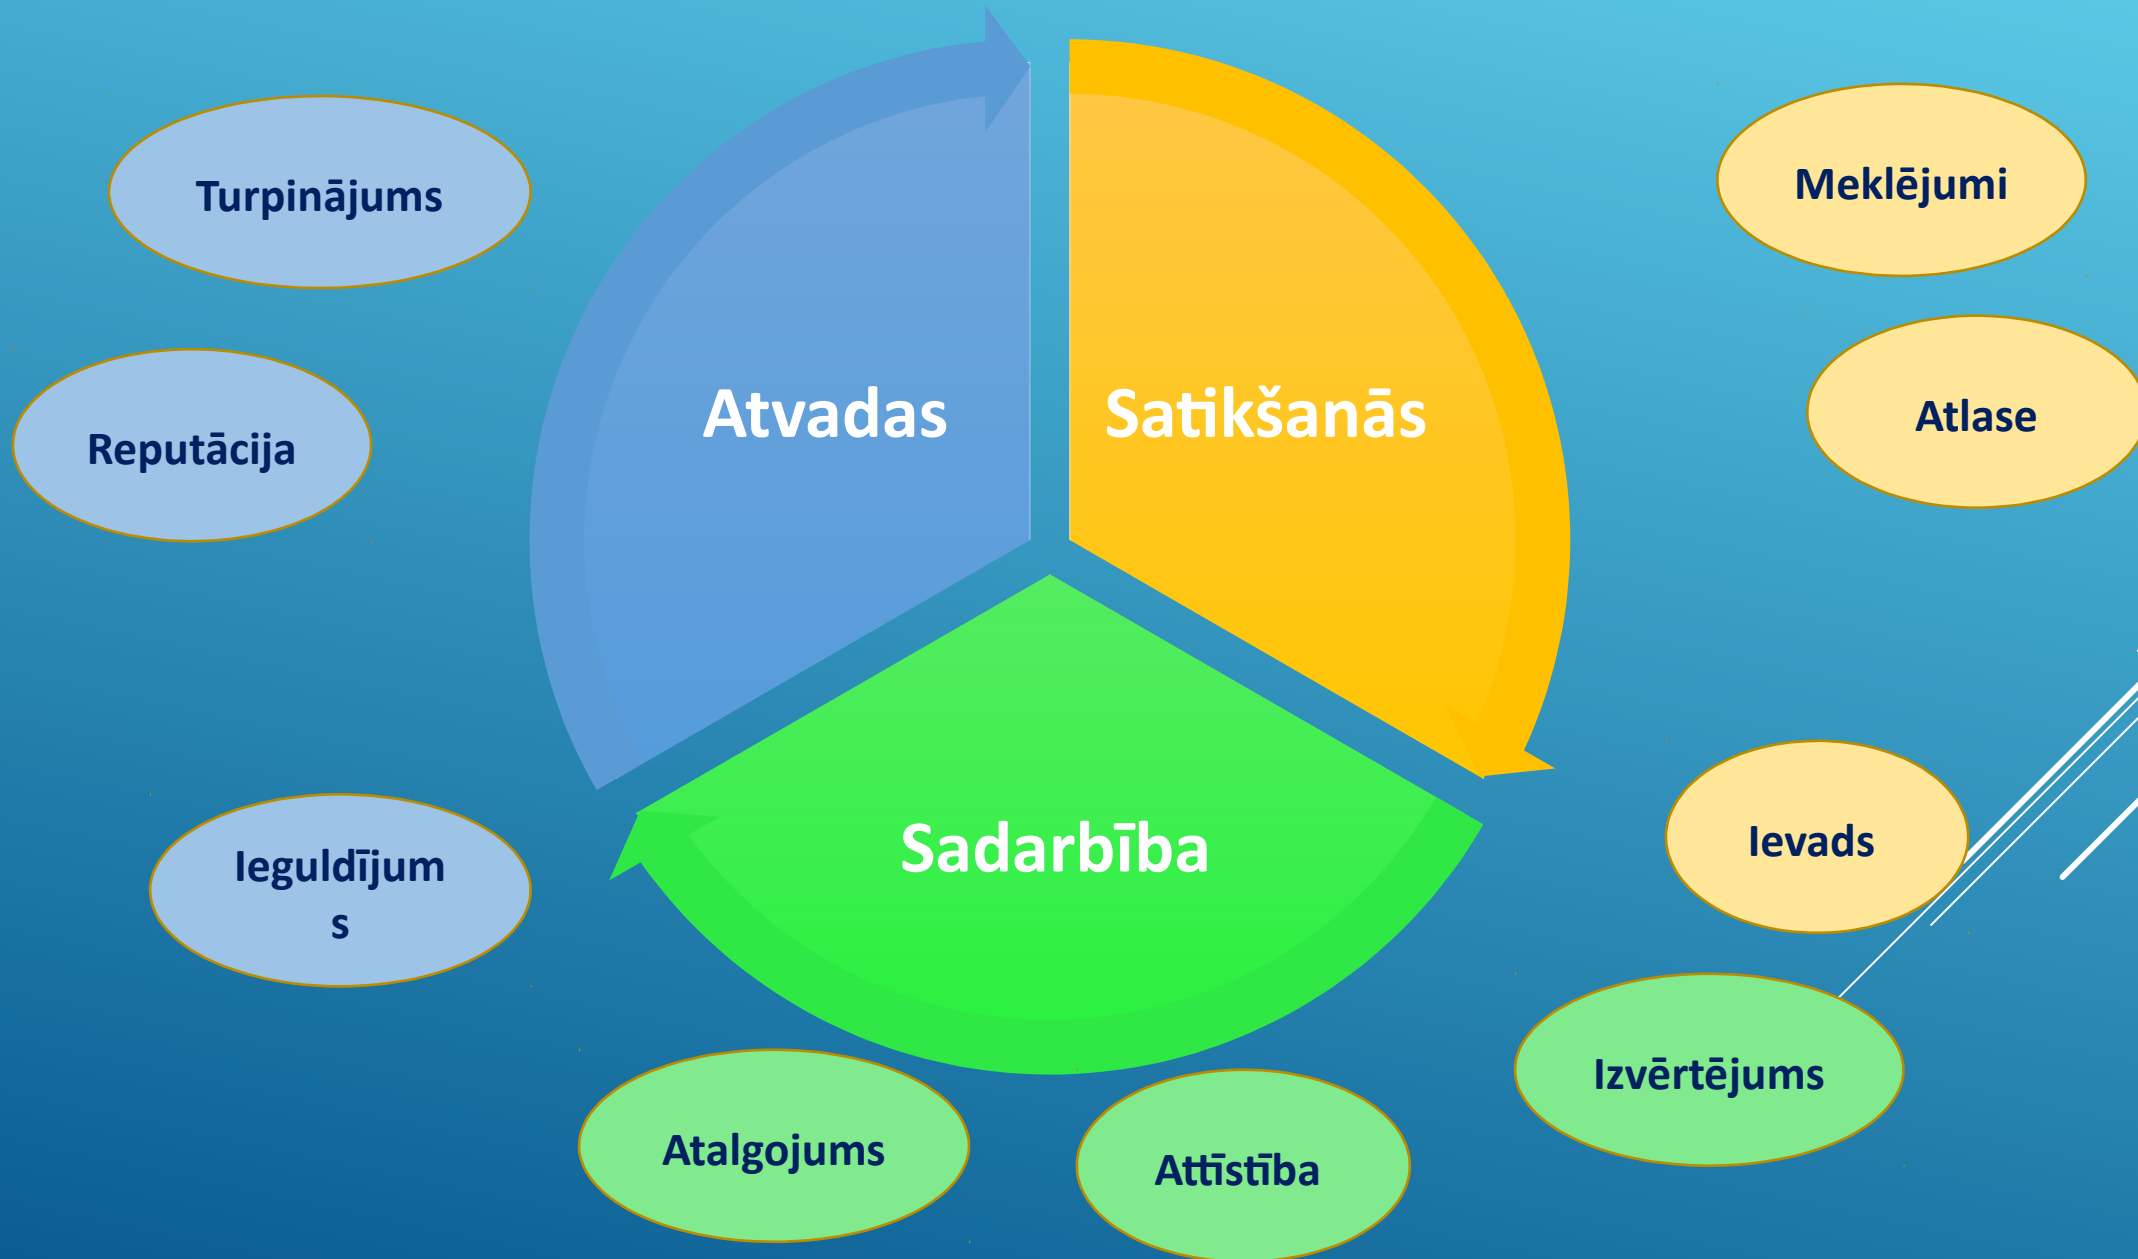 Turpinājums
Meklējumi
Reputācija
Atlase
Atvadas
Satikšanās
Sadarbība
Ieguldījum
s
Ievads
Izvērtējums
Atalgojums
Attīstība